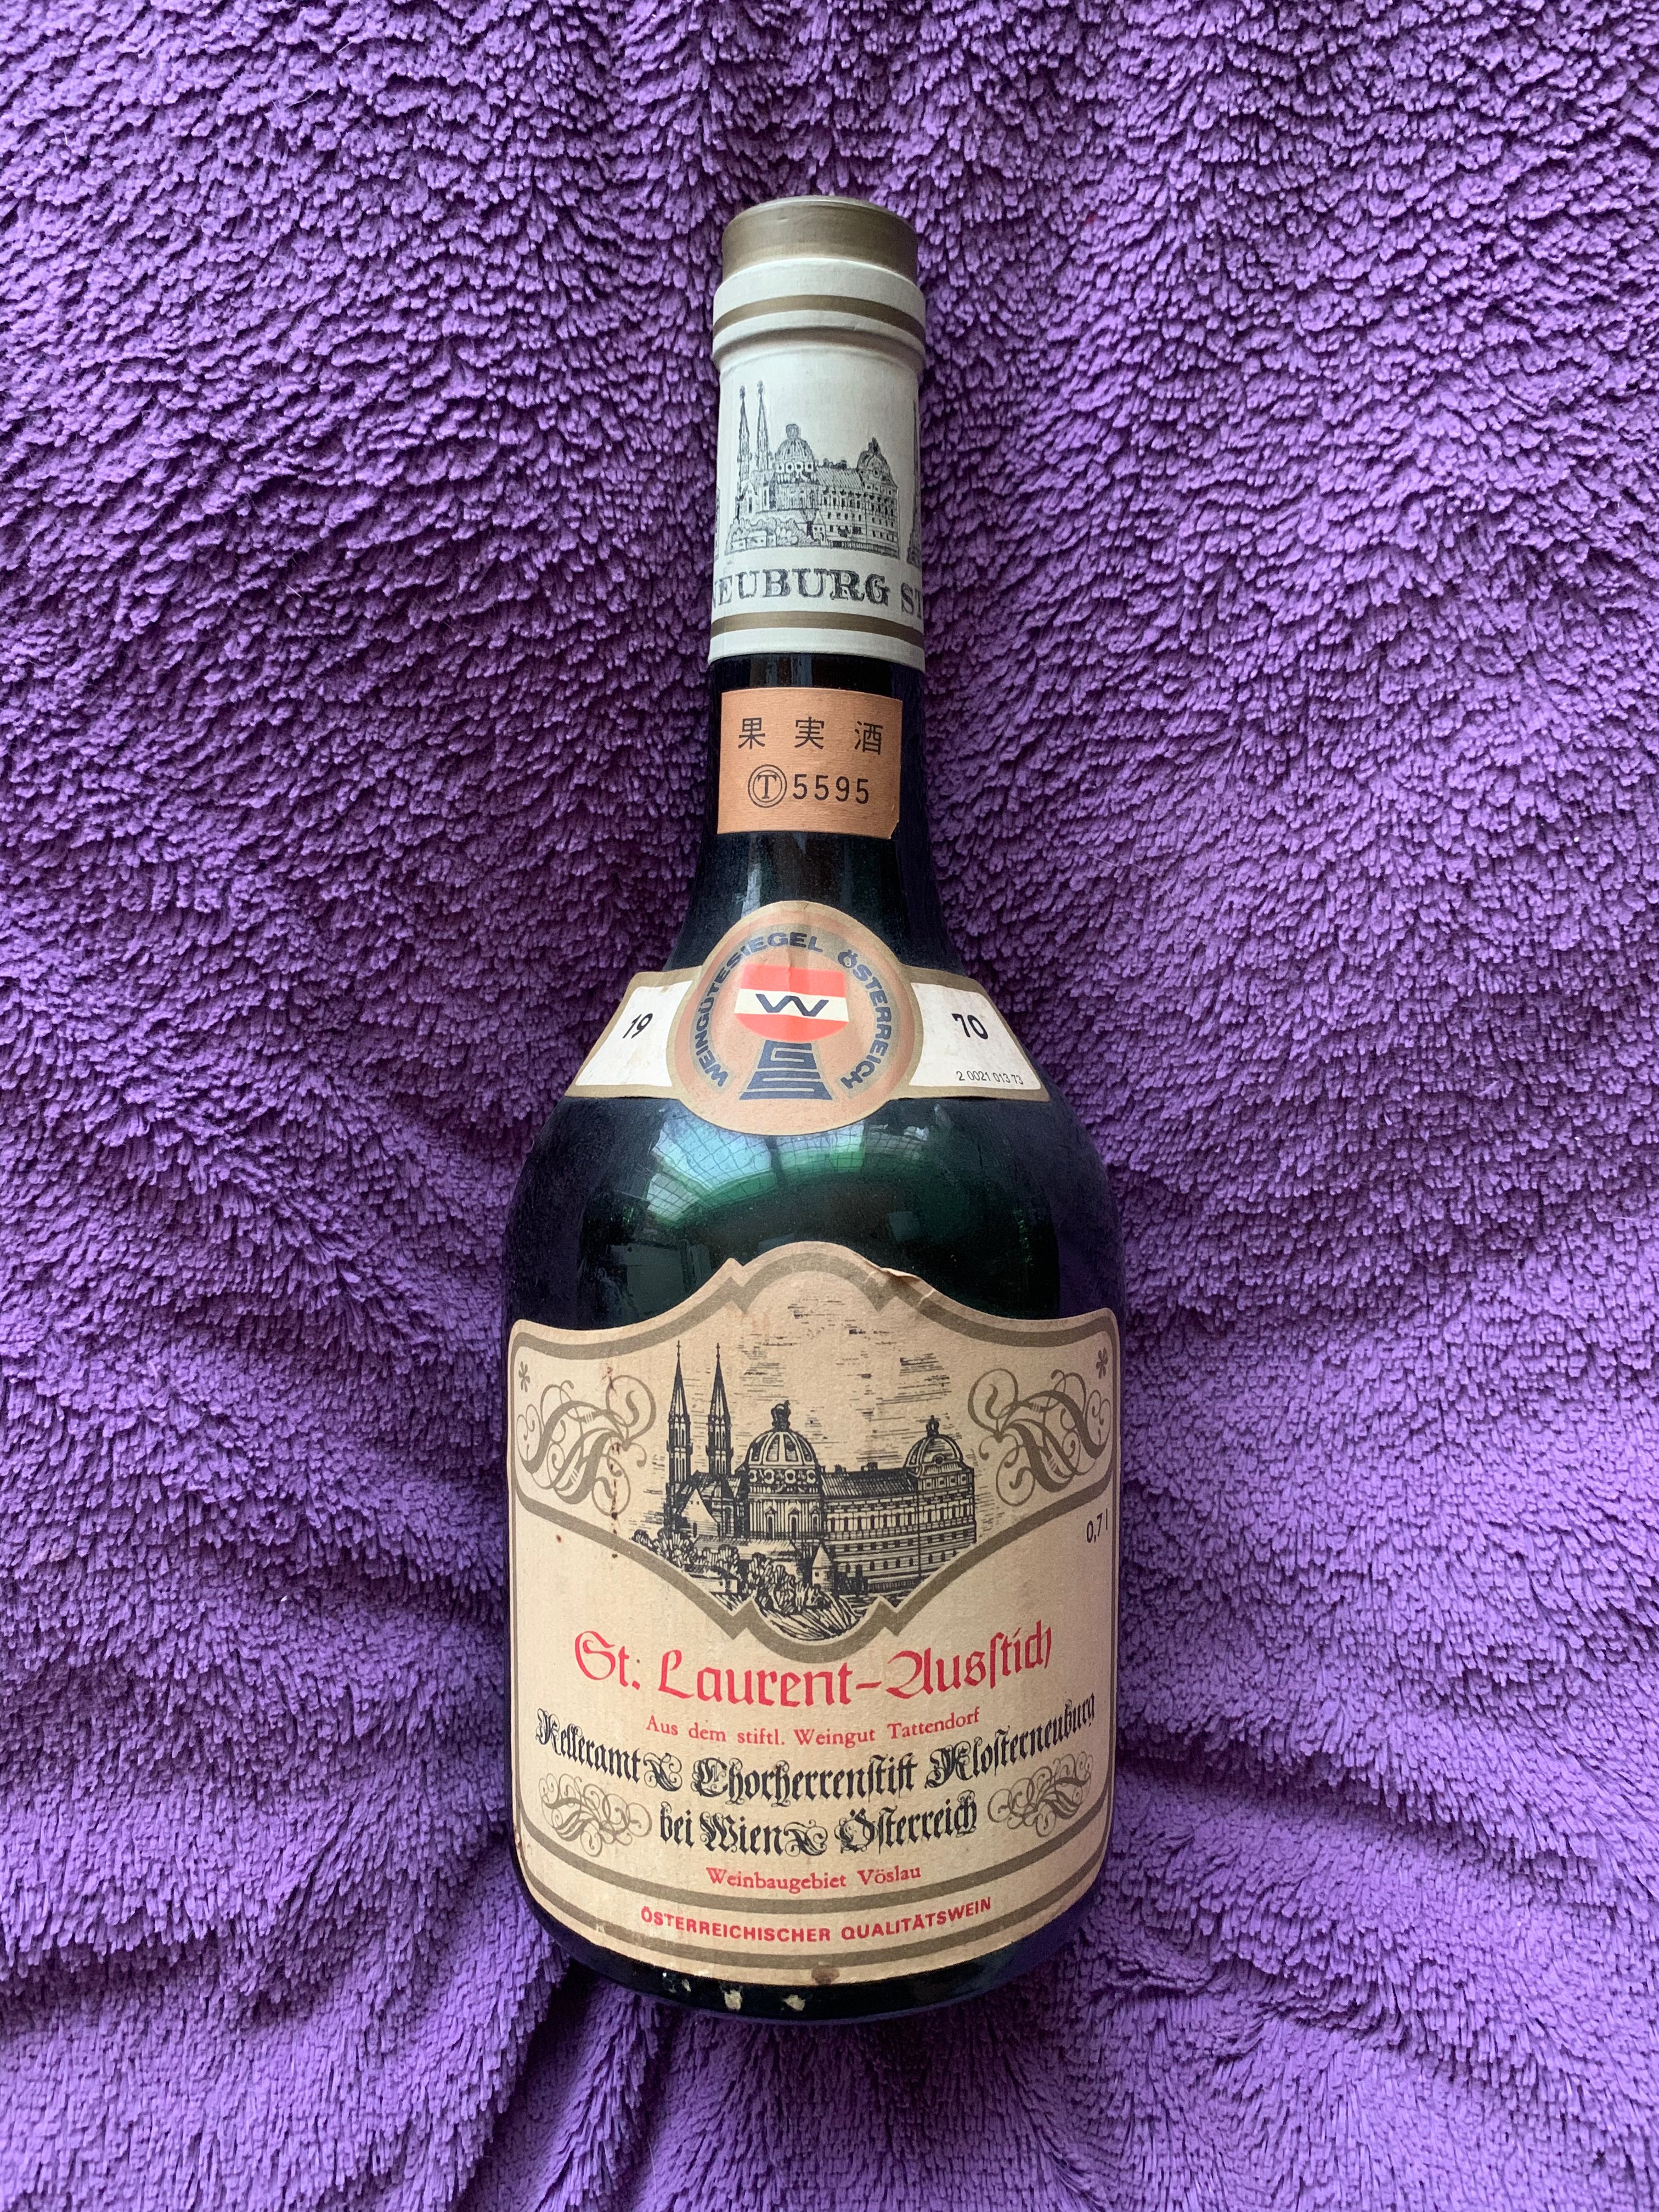 EUBURG ST
果実酒
Ⓣ5595
WEINGÜTESIEGEL ÖSTERREICH
W
19 70
2 0021 013 73
0,7 l
St. Laurent-Ausstich
Aus dem stiftl. Weingut Tattendorf
Kelleramt Chorherrenstift Klosterneuburg
bei Wien Österreich
Weinbaugebiet Vöslau
ÖSTERREICHISCHER QUALITÄTSWEIN